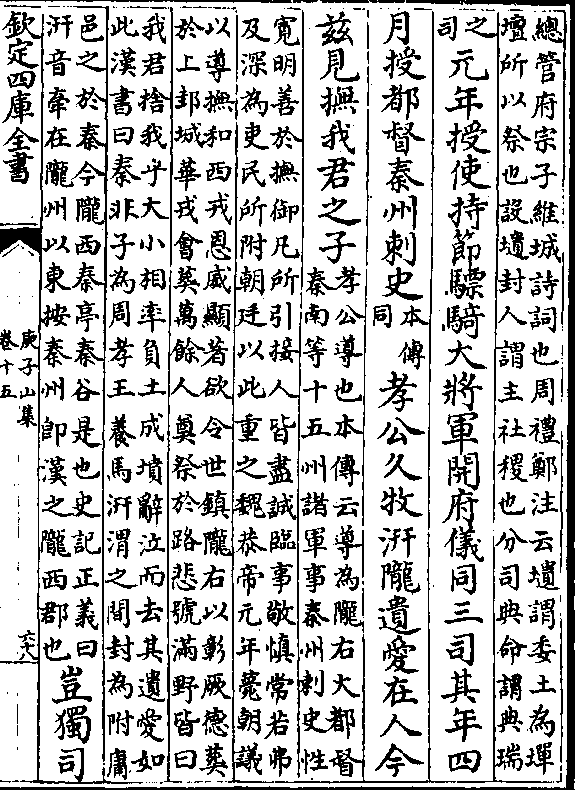 總管府宗子維城詩詞也周禮鄭注云壝謂委土為墠
壇所以祭也設壝封人謂主社稷也分司典命謂典瑞
之
司
元年授使持節驃騎大將軍開府儀同三司其年四
月授都督秦州刺史
本傳
同
孝公久牧汧隴遺愛在人今
兹見撫我君之子
孝公導也本傳云導為隴右大都督
秦南等十五州諸軍事秦州刺史性
寛明善於撫御凡所引接人皆盡誠臨事敬慎常若弗
及深為吏民所附朝廷以此重之魏恭帝元年薨朝議
以導撫和西戎恩威顯著欲令世鎮隴右以彰厥德葬
於上邽城華戎會葬萬餘人奠祭於路悲號滿野皆曰
我君捨我乎大小相率負土成墳辭泣而去其遺愛如
此漢書曰秦非子為周孝王養馬汧渭之間封為附庸
邑之於秦今隴西秦亭秦谷是也史記正義曰
汧音牽在隴州以東按秦州即漢之隴西郡也
豈獨司
欽定四庫全書
庾子山集
卷十五
六十八